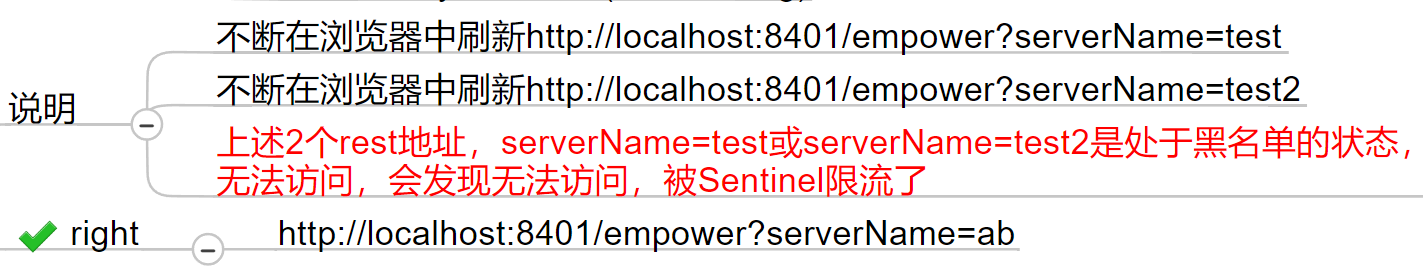 不断在浏览器中刷新http://localhost:8401/empower?serverName=test
不断在浏览器中刷新http://localhost:8401/empower?serverName=test2
说明
上述2个rest地址，serverName=test或serverName=test2是处于黑名单的状态，
无法访问，会发现无法访问，被Sentinel限流了
right
http://localhost:8401/empower?serverName=ab